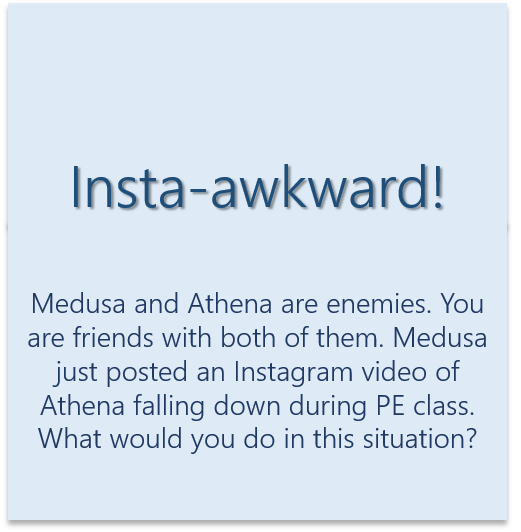 Insta-awkward!
Medusa and Athena are enemies. You
are friends with both of them. Medusa
just posted an Instagram video of
Athena falling down during PE class.
What would you do in this situation?